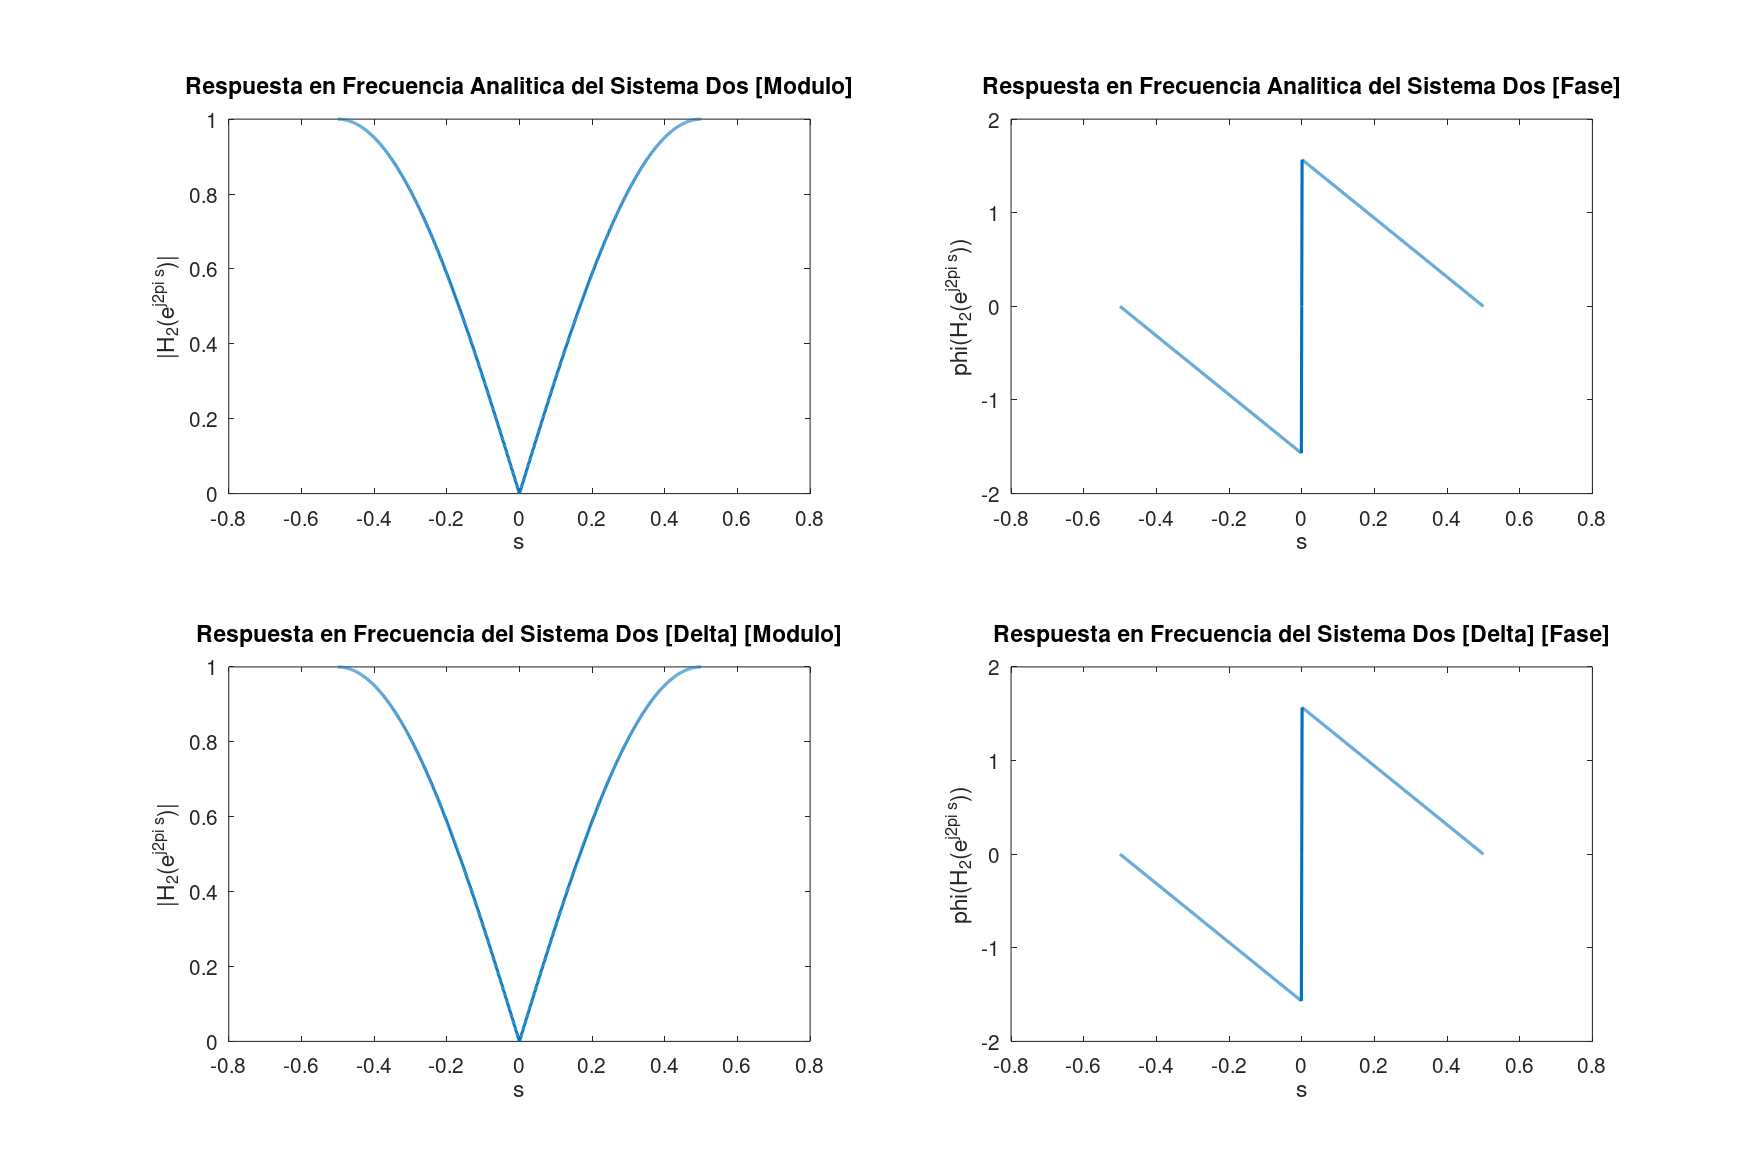 Respuesta en Frecuencia Analitica del Sistema Dos [Modulo]
1
0.8
0.6
0.4
0.2
0
|H2(e^j2pi s)|
-0.8 -0.6 -0.4 -0.2 0 0.2 0.4 0.6 0.8
s
Respuesta en Frecuencia Analitica del Sistema Dos [Fase]
2
1
0
-1
-2
phi(H2(e^j2pi s))
-0.8 -0.6 -0.4 -0.2 0 0.2 0.4 0.6 0.8
s
Respuesta en Frecuencia del Sistema Dos [Delta] [Modulo]
1
0.8
0.6
0.4
0.2
0
|H2(e^j2pi s)|
-0.8 -0.6 -0.4 -0.2 0 0.2 0.4 0.6 0.8
s
Respuesta en Frecuencia del Sistema Dos [Delta] [Fase]
2
1
0
-1
-2
phi(H2(e^j2pi s))
-0.8 -0.6 -0.4 -0.2 0 0.2 0.4 0.6 0.8
s